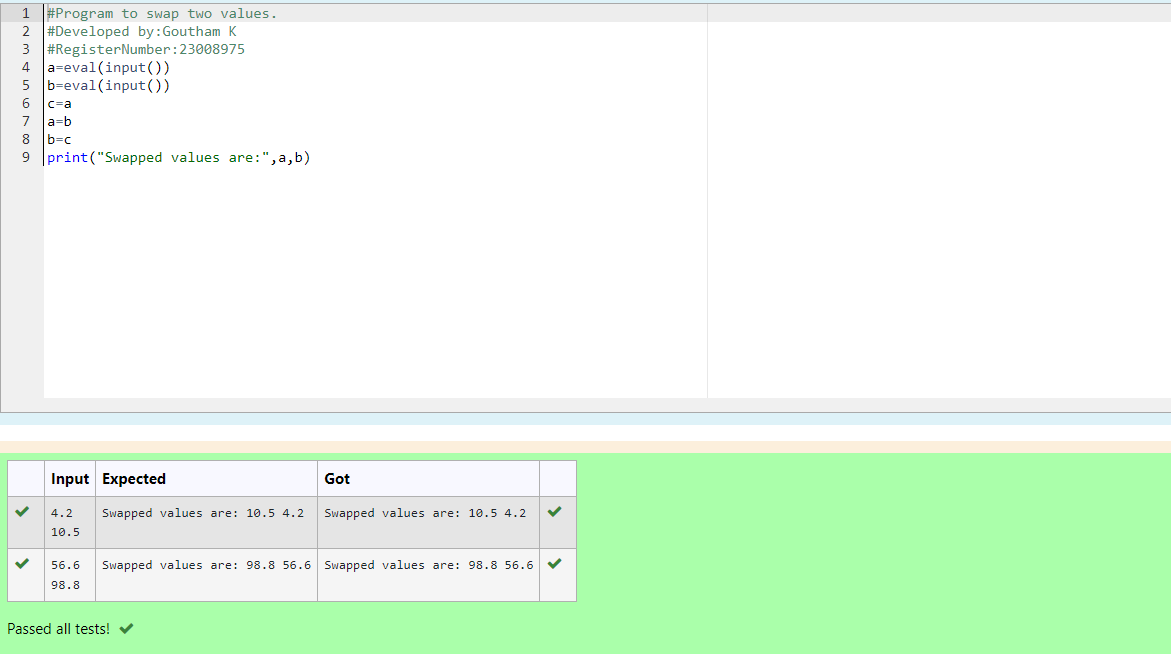 1 #Program to swap two values.
2 #Developed by:Goutham K
3 #RegisterNumber:23008975
4 a=eval(input())
5 b=eval(input())
6 c=a
7 a=b
8 b=c
9 print("Swapped values are:",a,b)
Input Expected Got
4.2 Swapped values are: 10.5 4.2 Swapped values are: 10.5 4.2
10.5
56.6 Swapped values are: 98.8 56.6 Swapped values are: 98.8 56.6
98.8
Passed all tests!